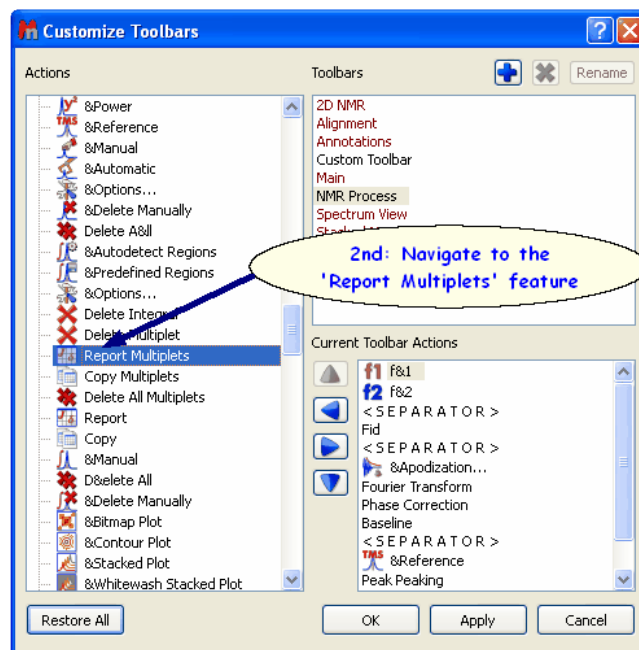 Customize Toolbars
Actions
Toolbars
Rename
&Power
&Reference
&Manual
&Automatic
&Options...
&Delete Manually
Delete A&ll
&Autodetect Regions
&Predefined Regions
&Options...
Delete Integral
Delete Multiplet
Report Multiplets
Copy Multiplets
Delete All Multiplets
Report
Copy
&Manual
D&elete All
&Delete Manually
&Bitmap Plot
&Contour Plot
&Stacked Plot
&Whitewash Stacked Plot
2D NMR
Alignment
Annotations
Custom Toolbar
Main
NMR Process
Spectrum View
2nd: Navigate to the
'Report Multiplets' feature
Current Toolbar Actions
f1 f&1
f2 f&2
<SEPARATOR>
Fid
<SEPARATOR>
&Apodization...
Fourier Transform
Phase Correction
Baseline
<SEPARATOR>
TMS &Reference
Peak Peaking
Restore All
OK
Apply
Cancel